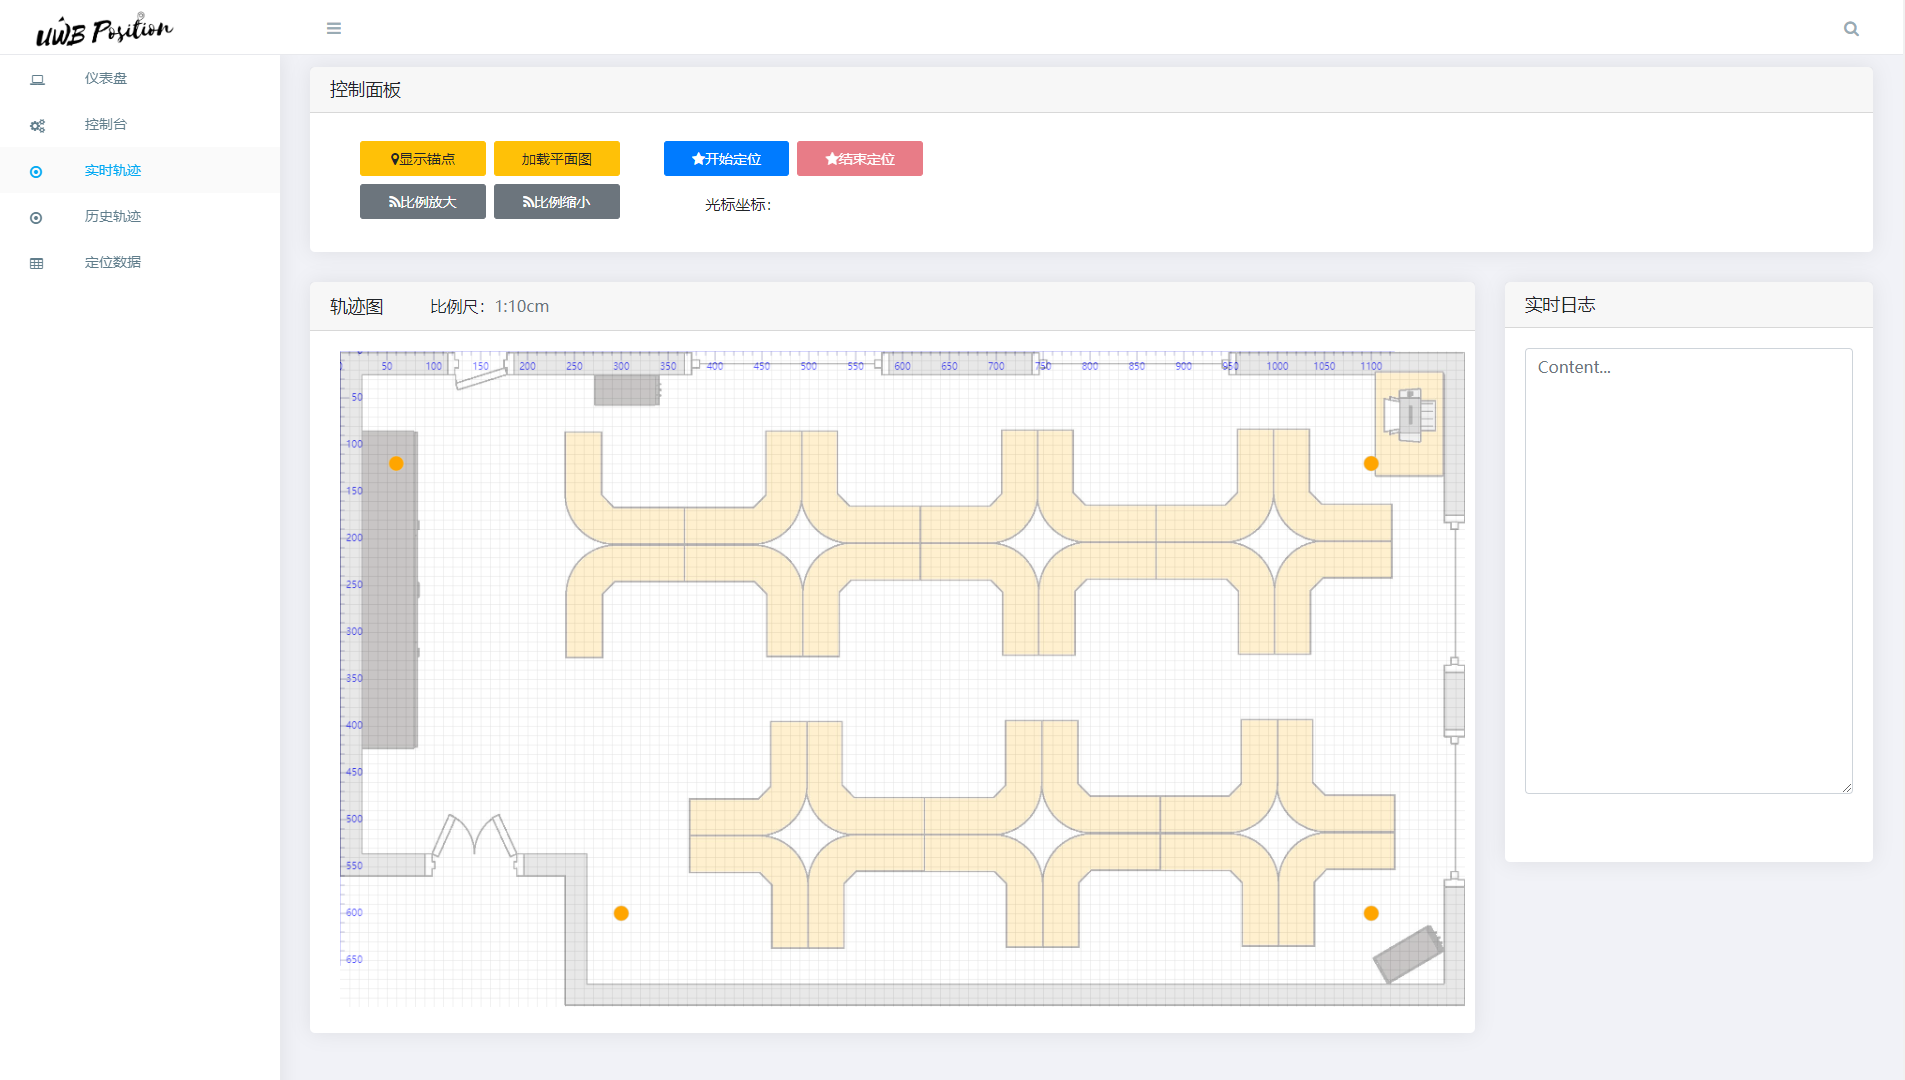 UWB Position
仪表盘
控制台
实时轨迹
历史轨迹
定位数据
控制面板
显示锚点
加载平面图
开始定位
结束定位
比例放大
比例缩小
光标坐标：
轨迹图
比例尺：1:10cm
50 100 150 200 250 300 350 400 450 500 550 600 650 700 750 800 850 900 950 1000 1050 1100
50
100
150
200
250
300
350
400
450
500
550
600
650
实时日志
Content...